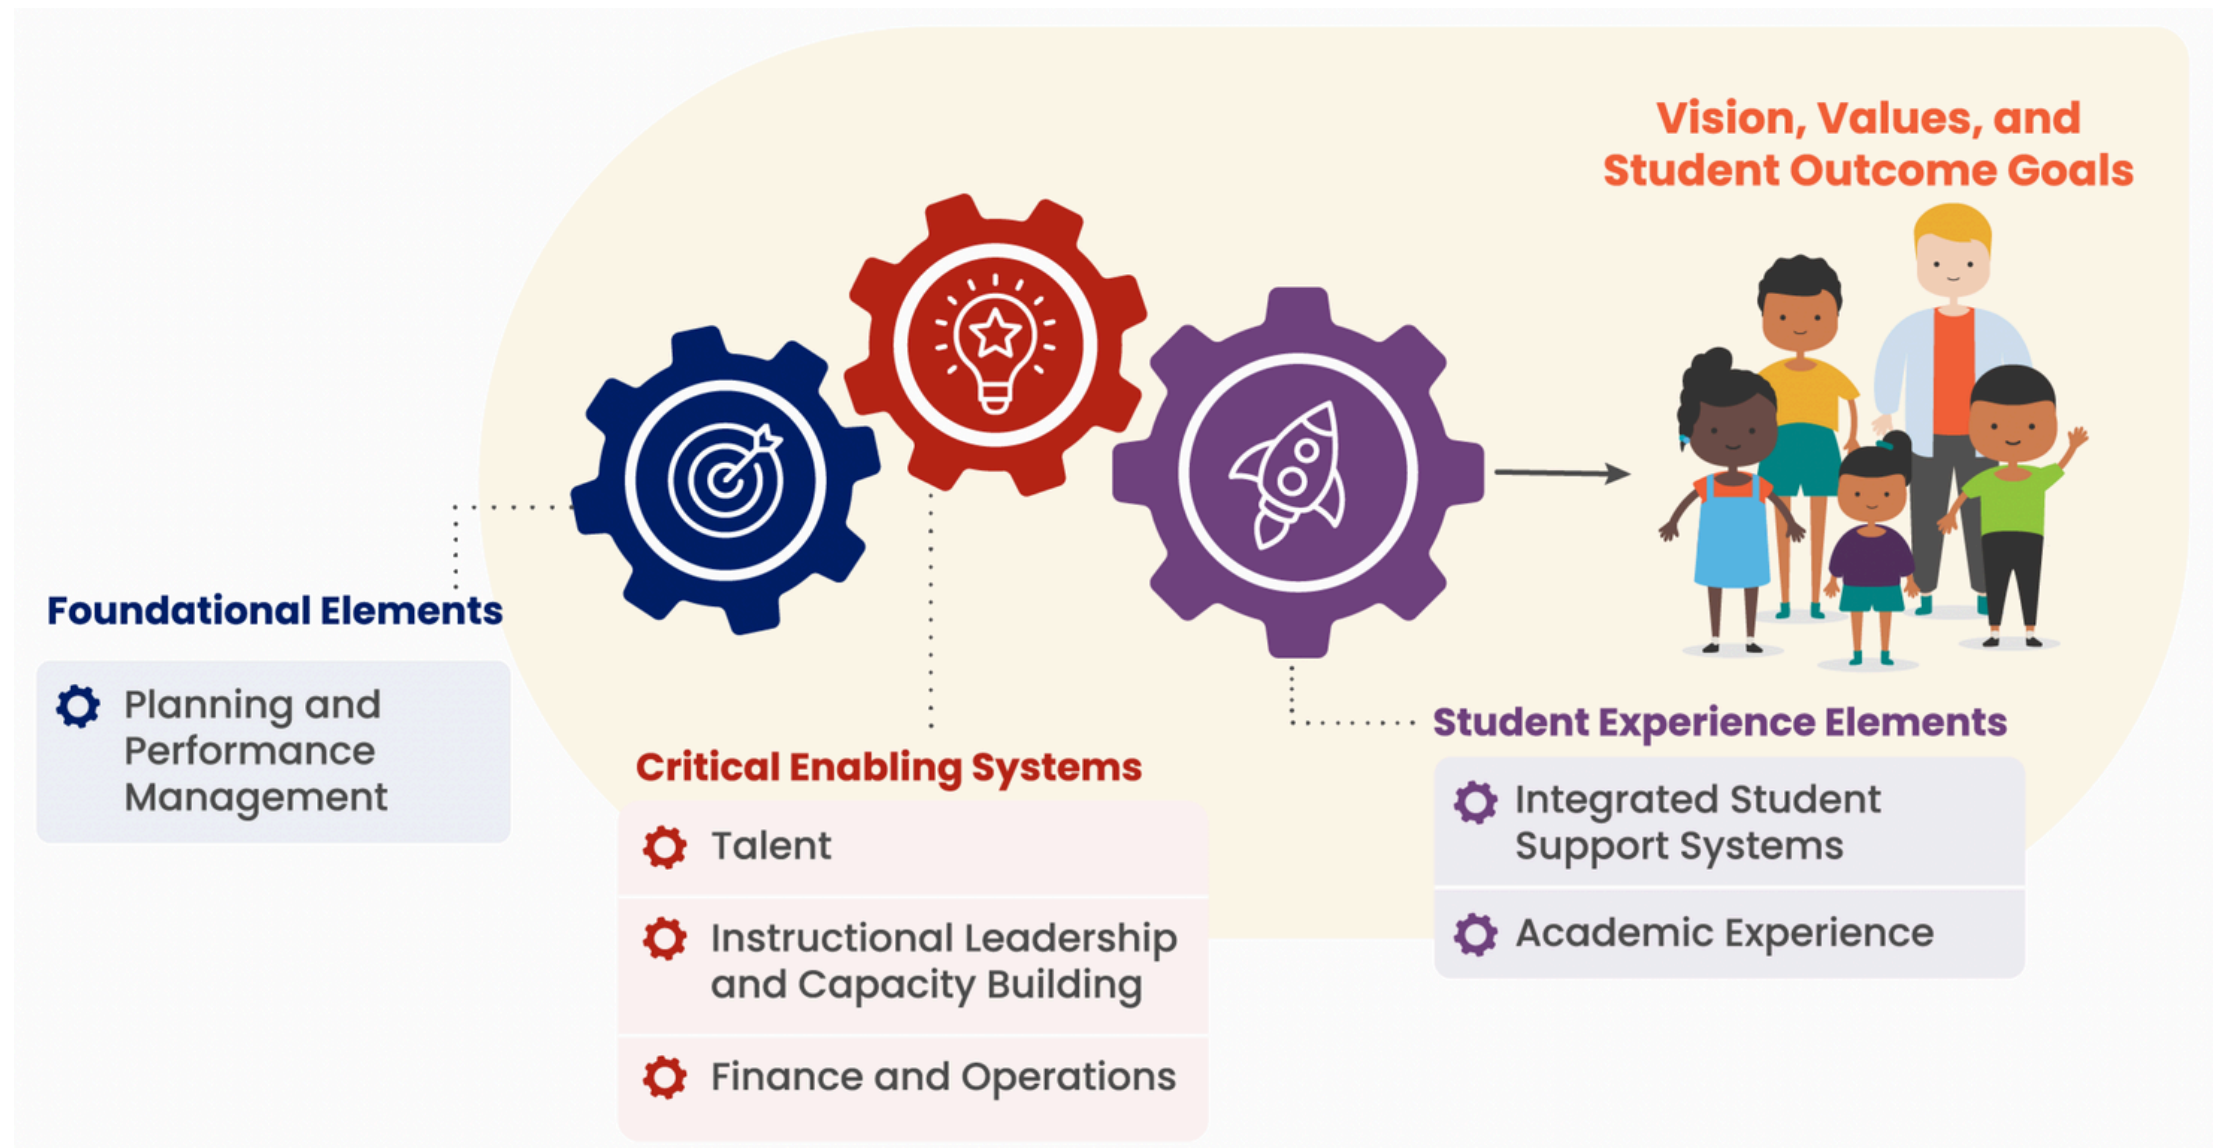 Vision, Values, and
Student Outcome Goals
Foundational Elements
Planning and
Performance
Management
Critical Enabling Systems
Talent
Instructional Leadership
and Capacity Building
Finance and Operations
Student Experience Elements
Integrated Student
Support Systems
Academic Experience